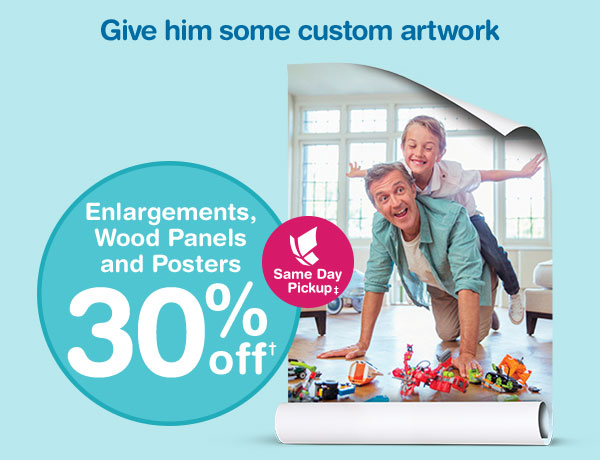 Give him some custom artwork
Enlargements,
Wood Panels
and Posters
30% off†
Same Day
Pickup‡